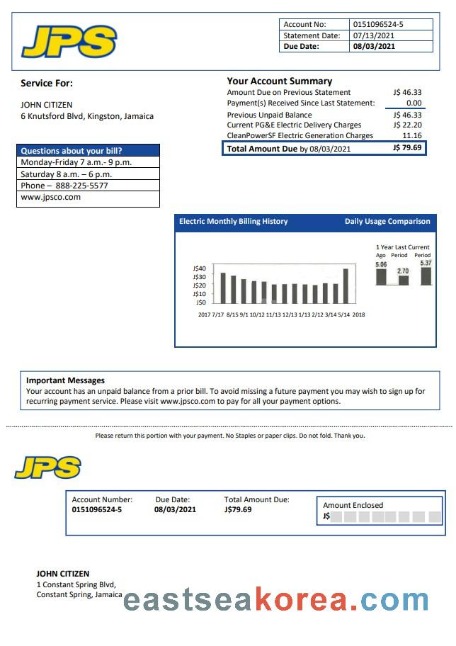 JPS
Account No: 0151096524-5
Statement Date: 07/13/2021
Due Date: 08/03/2021
Service For:
JOHN CITIZEN
6 Knutsford Blvd, Kingston, Jamaica
Your Account Summary
Amount Due on Previous Statement J$ 46.33
Payment(s) Received Since Last Statement: 0.00
Previous Unpaid Balance J$ 46.33
Current PG&E Electric Delivery Charges J$ 22.20
CleanPowerSF Electric Generation Charges 11.16
Total Amount Due by 08/03/2021 J$ 79.69
Questions about your bill?
Monday-Friday 7 a.m.- 9 p.m.
Saturday 8 a.m. – 6 p.m.
Phone – 888-225-5577
www.jpsco.com
Electric Monthly Billing History Daily Usage Comparison
1 Year Last Current
Ago Period Period
5.06 2.70 5.37
J$40
J$30
J$20
J$10
J$0
2017 7/17 8/15 9/1 10/12 11/13 12/13 1/13 2/12 3/14 5/14 2018
Important Messages
Your account has an unpaid balance from a prior bill. To avoid missing a future payment you may wish to sign up for
recurring payment service. Please visit www.jpsco.com to pay for all your payment options.
Please return this portion with your payment. No Staples or paper clips. Do not fold. Thank you.
JPS
Account Number: Due Date: Total Amount Due:
0151096524-5 08/03/2021 J$79.69
Amount Enclosed
J$
JOHN CITIZEN
1 Constant Spring Blvd,
Constant Spring, Jamaica
eastseakorea.com